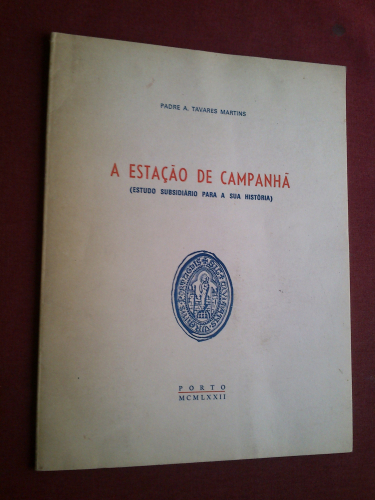 PADRE A. TAVARES MARTINS
A ESTAÇÃO DE CAMPANHÃ
(ESTUDO SUBSIDIÁRIO PARA A SUA HISTÓRIA)
PORTO
MCMLXXII